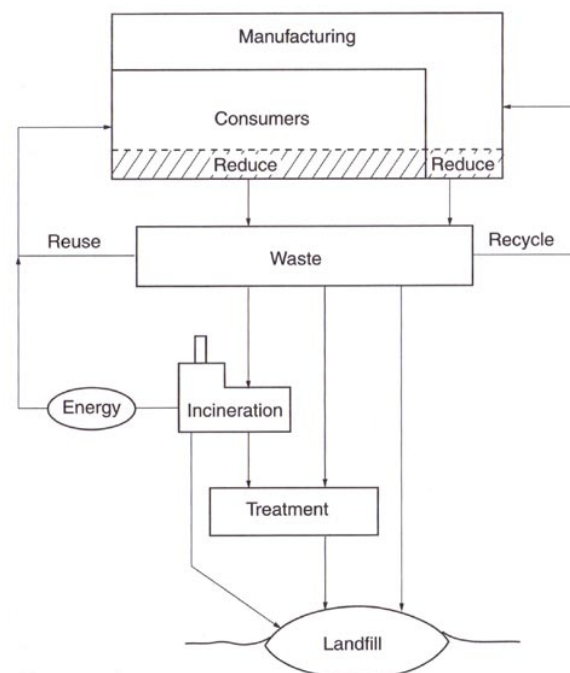 Manufacturing
Consumers
Reduce
Reduce
Reuse
Recycle
Waste
Energy
Incineration
Treatment
Landfill